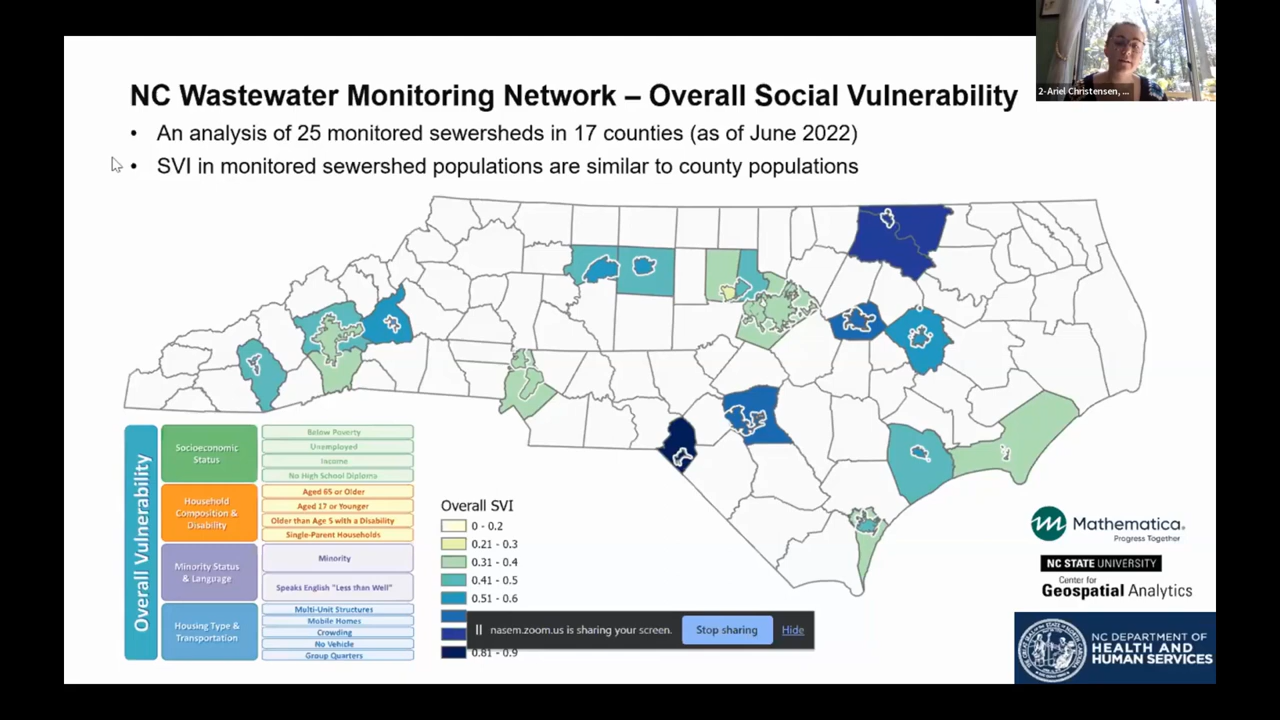 2-Ariel Christensen, ...
NC Wastewater Monitoring Network – Overall Social Vulnerability
• An analysis of 25 monitored sewersheds in 17 counties (as of June 2022)
• SVI in monitored sewershed populations are similar to county populations
Overall Vulnerability
Socioeconomic
Status
Below Poverty
Unemployed
Income
No High School Diploma
Household
Composition &
Disability
Aged 65 or Older
Aged 17 or Younger
Older than Age 5 with a Disability
Single-Parent Households
Minority Status
& Language
Minority
Speaks English "Less than Well"
Housing Type &
Transportation
Multi-Unit Structures
Mobile Homes
Crowding
No Vehicle
Group Quarters
Overall SVI
0 - 0.2
0.21 - 0.3
0.31 - 0.4
0.41 - 0.5
0.51 - 0.6
0.81 - 0.9
nasem.zoom.us is sharing your screen.
Stop sharing
Hide
Mathematica®
Progress Together
NC STATE UNIVERSITY
Center for
Geospatial Analytics
NC DEPARTMENT OF
HEALTH AND
HUMAN SERVICES